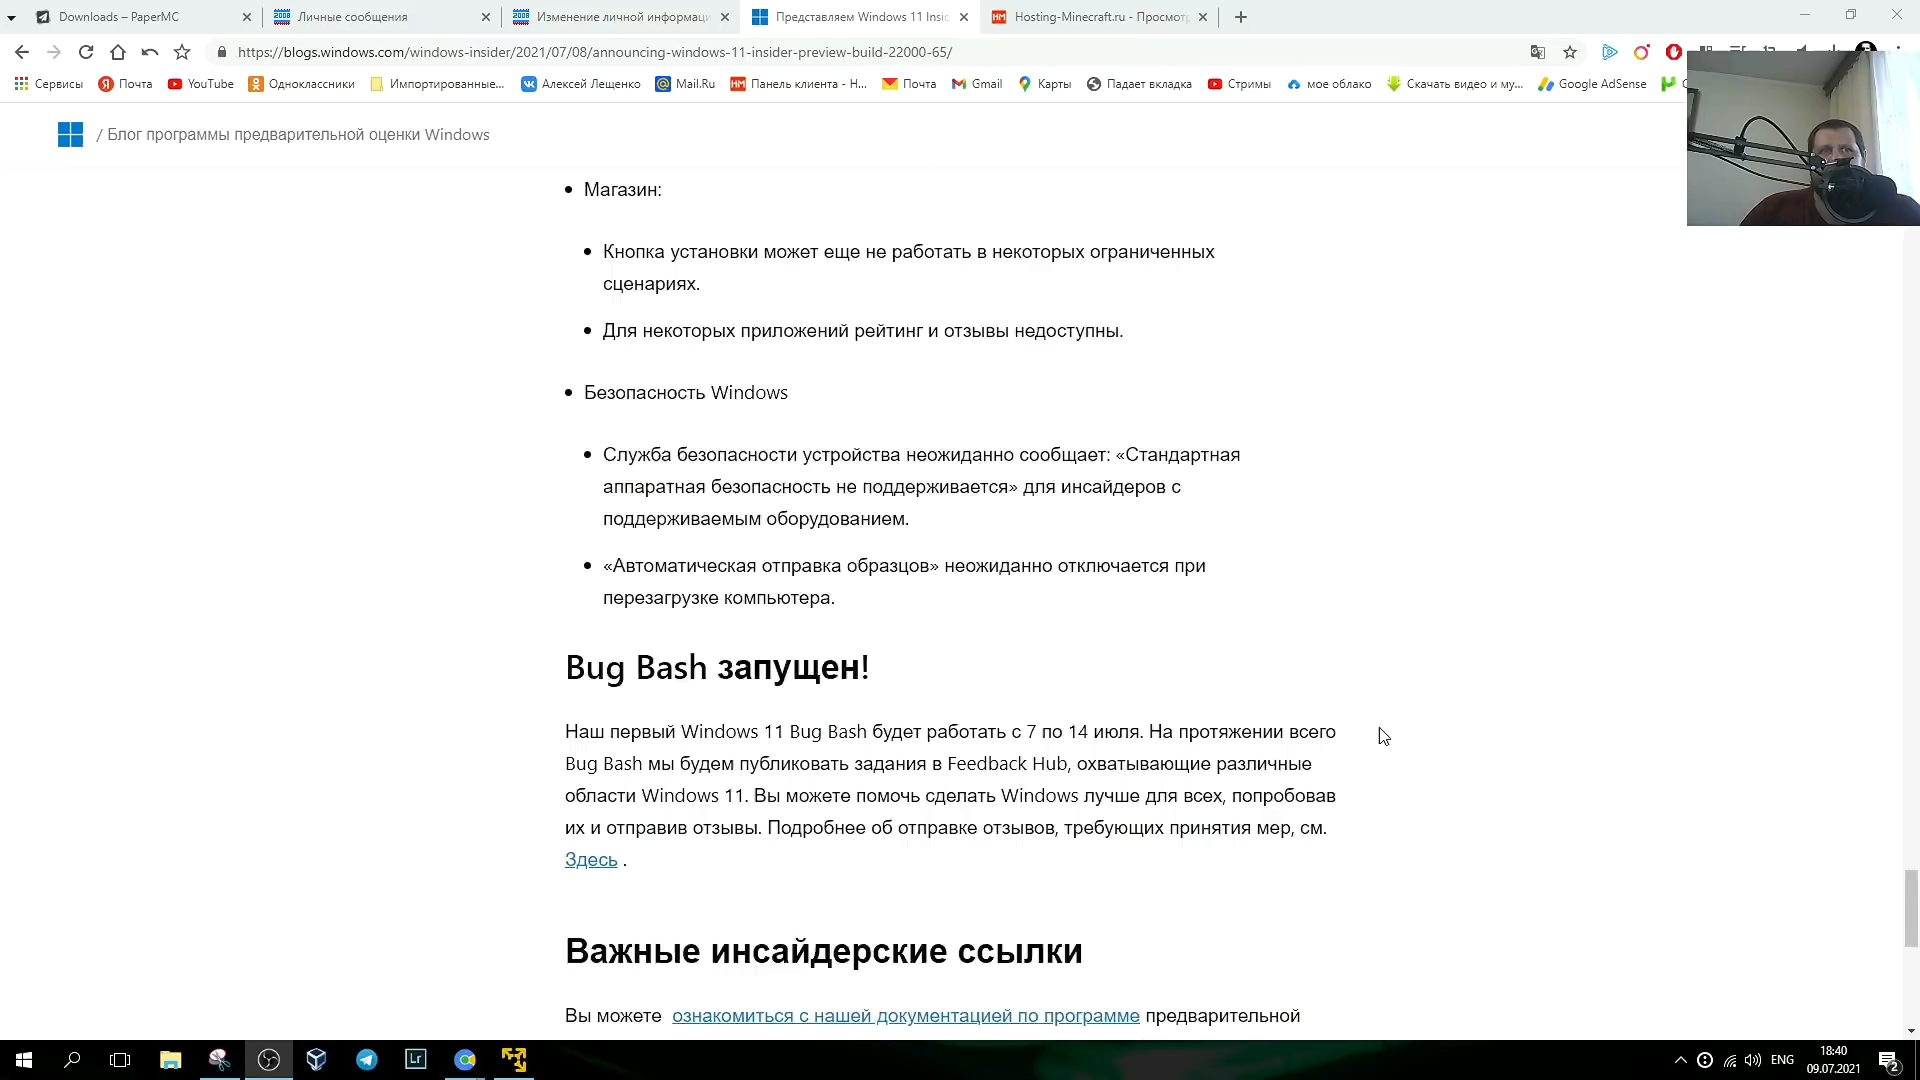 Downloads – PaperMC
Личные сообщения
Изменение личной информац
Представляем Windows 11 Insid
Hosting-Minecraft.ru - Просмотр
https://blogs.windows.com/windows-insider/2021/07/08/announcing-windows-11-insider-preview-build-22000-65/
Сервисы
Почта
YouTube
Одноклассники
Импортированные...
Алексей Лещенко
Mail.Ru
Панель клиента - H...
Почта
Gmail
Карты
Падает вкладка
Стримы
мое облако
Скачать видео и му...
Google AdSense
/ Блог программы предварительной оценки Windows
Магазин:
Кнопка установки может еще не работать в некоторых ограниченных
сценариях.
Для некоторых приложений рейтинг и отзывы недоступны.
Безопасность Windows
Служба безопасности устройства неожиданно сообщает: «Стандартная
аппаратная безопасность не поддерживается» для инсайдеров с
поддерживаемым оборудованием.
«Автоматическая отправка образцов» неожиданно отключается при
перезагрузке компьютера.
Bug Bash запущен!
Наш первый Windows 11 Bug Bash будет работать с 7 по 14 июля. На протяжении всего
Bug Bash мы будем публиковать задания в Feedback Hub, охватывающие различные
области Windows 11. Вы можете помочь сделать Windows лучше для всех, попробовав
их и отправив отзывы. Подробнее об отправке отзывов, требующих принятия мер, см.
Здесь .
Важные инсайдерские ссылки
Вы можете ознакомиться с нашей документацией по программе предварительной
Lr
ENG
18:40
09.07.2021
2